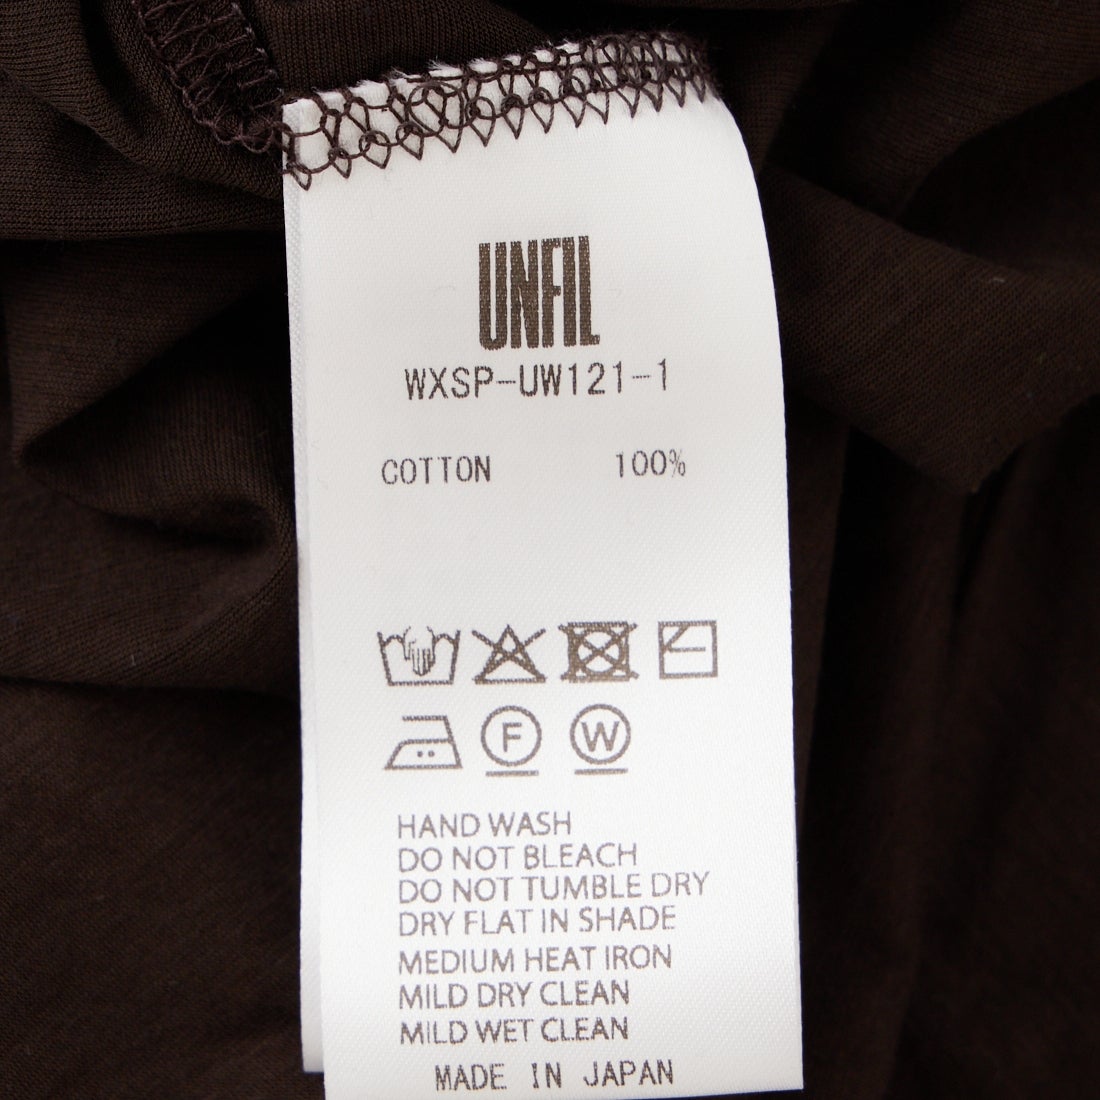 UNFIL
WXSP-UW121-1
COTTON 100%
F W
HAND WASH
DO NOT BLEACH
DO NOT TUMBLE DRY
DRY FLAT IN SHADE
MEDIUM HEAT IRON
MILD DRY CLEAN
MILD WET CLEAN
MADE IN JAPAN